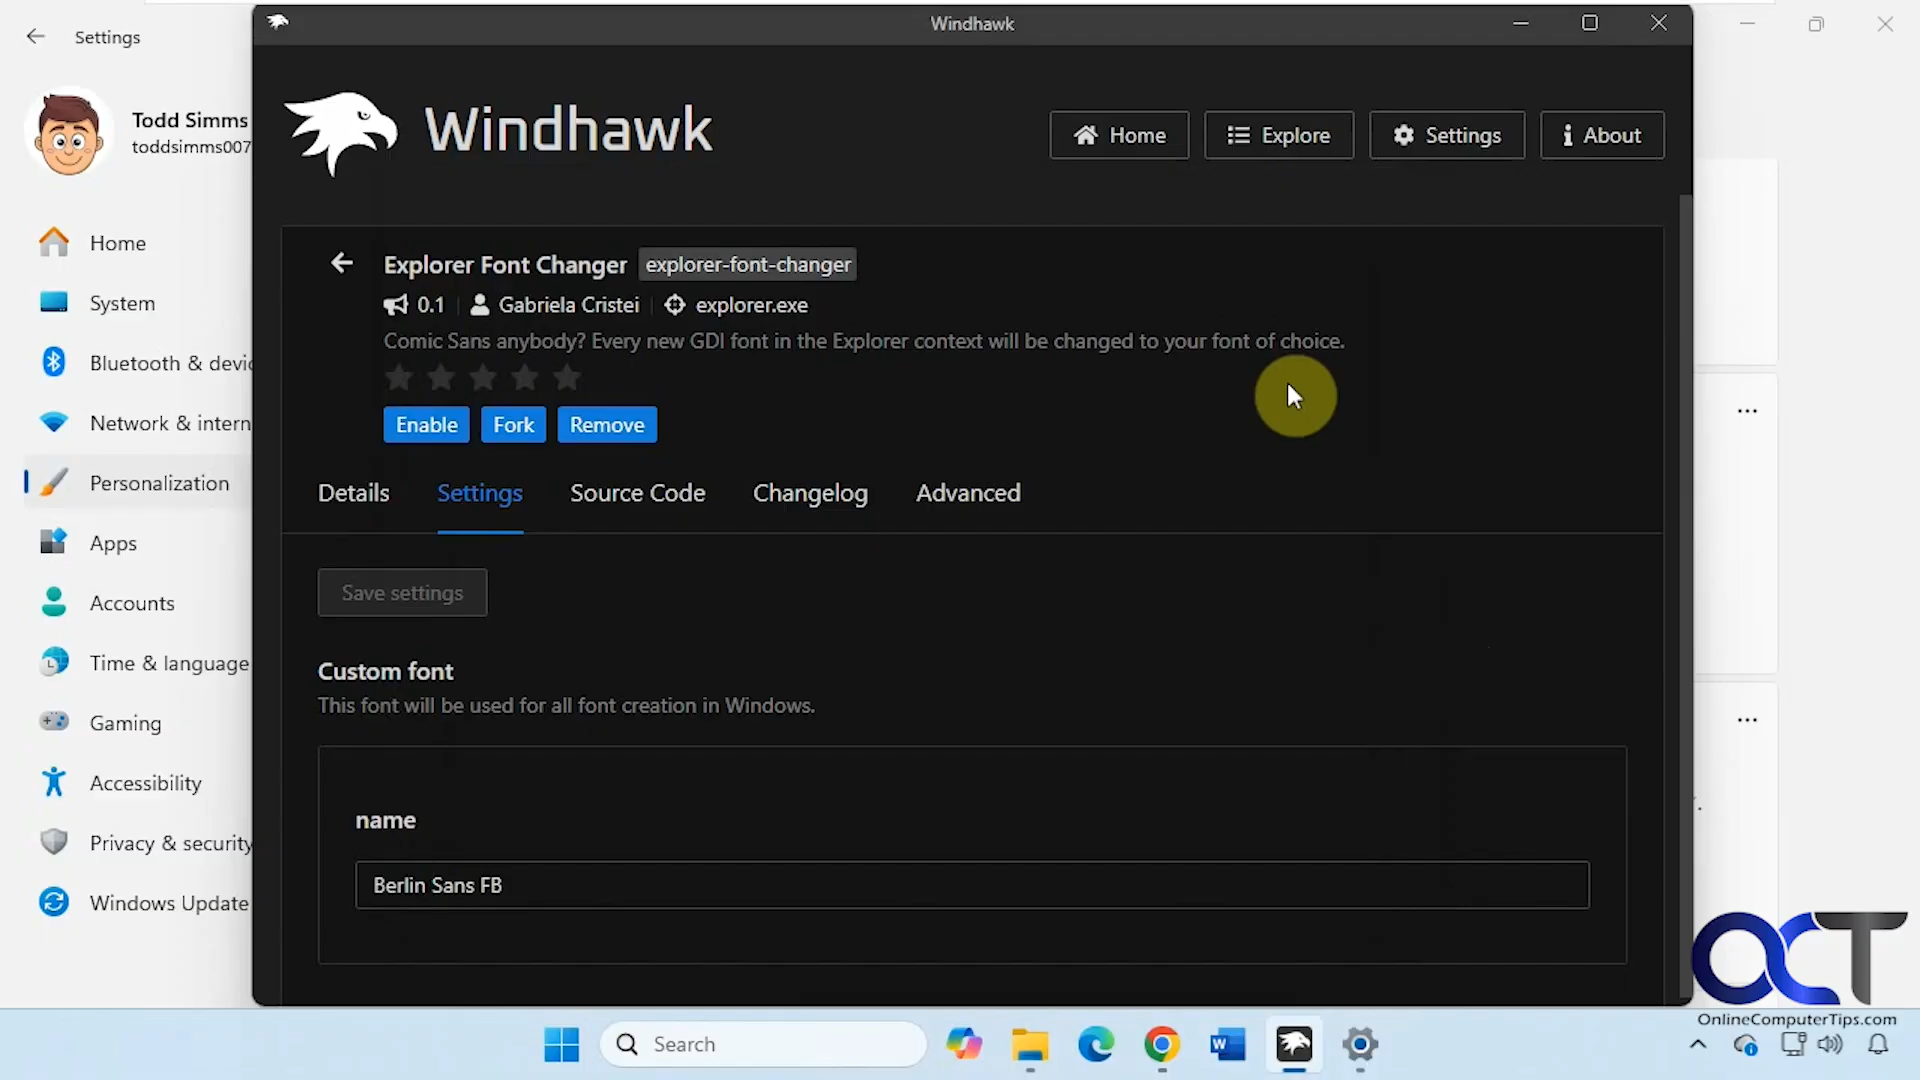 Settings
Todd Simms
toddsimms007
Home
System
Bluetooth & devic
Network & intern
Personalization
Apps
Accounts
Time & language
Gaming
Accessibility
Privacy & security
Windows Update
Windhawk
Windhawk
Home
Explore
Settings
About
Explorer Font Changer explorer-font-changer
0.1 Gabriela Cristei explorer.exe
Comic Sans anybody? Every new GDI font in the Explorer context will be changed to your font of choice.
Enable Fork Remove
Details Settings Source Code Changelog Advanced
Save settings
Custom font
This font will be used for all font creation in Windows.
name
Berlin Sans FB
OCT
OnlineComputerTips.com
Search